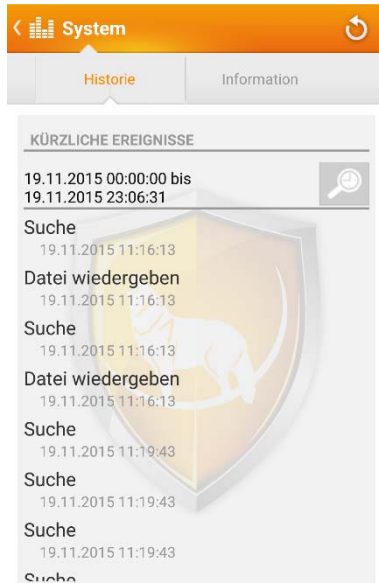 System
Historie
Information
KÜRZLICHE EREIGNISSE
19.11.2015 00:00:00 bis
19.11.2015 23:06:31
Suche
19.11.2015 11:16:13
Datei wiedergeben
19.11.2015 11:16:13
Suche
19.11.2015 11:16:13
Datei wiedergeben
19.11.2015 11:16:13
Suche
19.11.2015 11:19:43
Suche
19.11.2015 11:19:43
Suche
19.11.2015 11:19:43
Suche